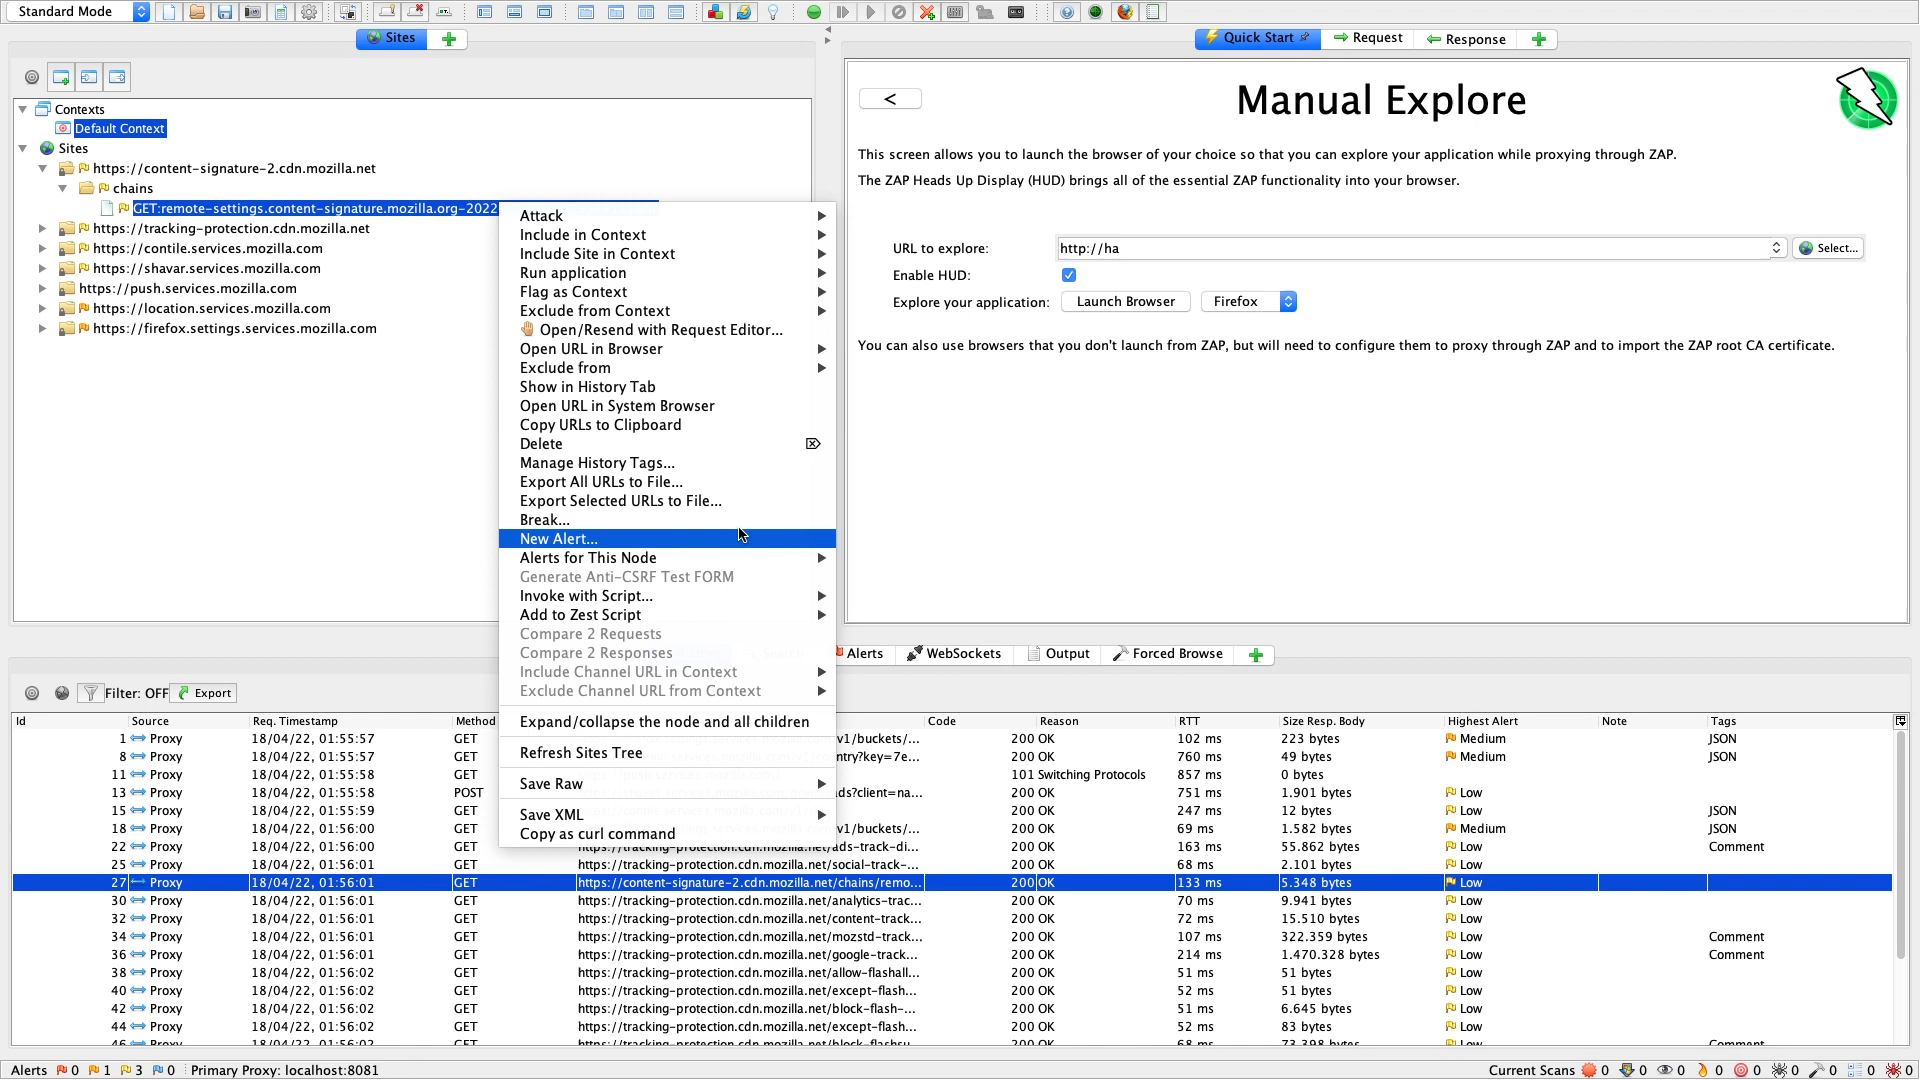 Standard Mode
Sites
Quick Start
Request
Response
Contexts
Default Context
Sites
https://content-signature-2.cdn.mozilla.net
chains
GET:remote-settings.content-signature.mozilla.org-2022
https://tracking-protection.cdn.mozilla.net
https://contile.services.mozilla.com
https://shavar.services.mozilla.com
https://push.services.mozilla.com
https://location.services.mozilla.com
https://firefox.settings.services.mozilla.com
Attack
Include in Context
Include Site in Context
Run application
Flag as Context
Exclude from Context
Open/Resend with Request Editor...
Open URL in Browser
Exclude from
Show in History Tab
Open URL in System Browser
Copy URLs to Clipboard
Delete
Manage History Tags...
Export All URLs to File...
Export Selected URLs to File...
Break...
New Alert...
Alerts for This Node
Generate Anti-CSRF Test FORM
Invoke with Script...
Add to Zest Script
Compare 2 Requests
Compare 2 Responses
Include Channel URL in Context
Exclude Channel URL from Context
Expand/collapse the node and all children
Refresh Sites Tree
Save Raw
Save XML
Copy as curl command
<
Manual Explore
This screen allows you to launch the browser of your choice so that you can explore your application while proxying through ZAP.
The ZAP Heads Up Display (HUD) brings all of the essential ZAP functionality into your browser.
URL to explore: http://ha Select...
Enable HUD:
Explore your application: Launch Browser Firefox
You can also use browsers that you don't launch from ZAP, but will need to configure them to proxy through ZAP and to import the ZAP root CA certificate.
Alerts WebSockets Output Forced Browse
Filter: OFF Export
Id Source Req. Timestamp Method Code Reason RTT Size Resp. Body Highest Alert Note Tags
1 Proxy 18/04/22, 01:55:57 GET v1/buckets/... 200 OK 102 ms 223 bytes Medium JSON
8 Proxy 18/04/22, 01:55:57 GET ntry?key=7e... 200 OK 760 ms 49 bytes Medium JSON
11 Proxy 18/04/22, 01:55:58 GET 101 Switching Protocols 857 ms 0 bytes
13 Proxy 18/04/22, 01:55:58 POST ads?client=na... 200 OK 751 ms 1.901 bytes Low
15 Proxy 18/04/22, 01:55:59 GET 200 OK 247 ms 12 bytes Low JSON
18 Proxy 18/04/22, 01:56:00 GET v1/buckets/... 200 OK 69 ms 1.582 bytes Medium JSON
22 Proxy 18/04/22, 01:56:00 GET https://tracking-protection.cdn.mozilla.net/ads-track-di... 200 OK 163 ms 55.862 bytes Low Comment
25 Proxy 18/04/22, 01:56:01 GET https://tracking-protection.cdn.mozilla.net/social-track-... 200 OK 68 ms 2.101 bytes Low
27 Proxy 18/04/22, 01:56:01 GET https://content-signature-2.cdn.mozilla.net/chains/remo... 200 OK 133 ms 5.348 bytes Low
30 Proxy 18/04/22, 01:56:01 GET https://tracking-protection.cdn.mozilla.net/analytics-trac... 200 OK 70 ms 9.941 bytes Low
32 Proxy 18/04/22, 01:56:01 GET https://tracking-protection.cdn.mozilla.net/content-track... 200 OK 72 ms 15.510 bytes Low
34 Proxy 18/04/22, 01:56:01 GET https://tracking-protection.cdn.mozilla.net/mozstd-track... 200 OK 107 ms 322.359 bytes Low Comment
36 Proxy 18/04/22, 01:56:01 GET https://tracking-protection.cdn.mozilla.net/google-track... 200 OK 214 ms 1.470.328 bytes Low Comment
38 Proxy 18/04/22, 01:56:02 GET https://tracking-protection.cdn.mozilla.net/allow-flashall... 200 OK 51 ms 51 bytes Low
40 Proxy 18/04/22, 01:56:02 GET https://tracking-protection.cdn.mozilla.net/except-flash... 200 OK 52 ms 51 bytes Low
42 Proxy 18/04/22, 01:56:02 GET https://tracking-protection.cdn.mozilla.net/block-flash-... 200 OK 51 ms 6.645 bytes Low
44 Proxy 18/04/22, 01:56:02 GET https://tracking-protection.cdn.mozilla.net/except-flash... 200 OK 52 ms 83 bytes Low
46 Proxy 18/04/22, 01:56:02 GET https://tracking-protection.cdn.mozilla.net/block-flashsu... 200 OK 68 ms 73.398 bytes Low Comment
Alerts 0 1 3 0 Primary Proxy: localhost:8081 Current Scans 0 0 0 0 0 0 0 0 0